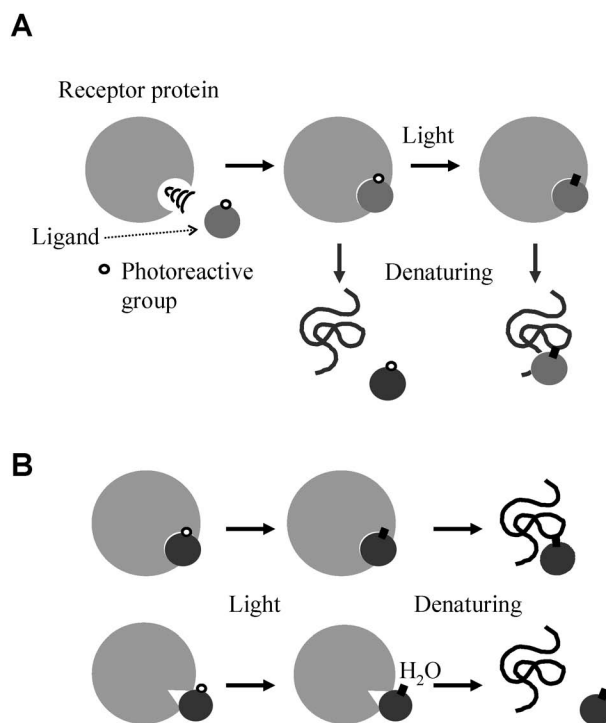 A
Receptor protein
Light
Ligand
Photoreactive
group
Denaturing
B
Light
Denaturing
H₂O